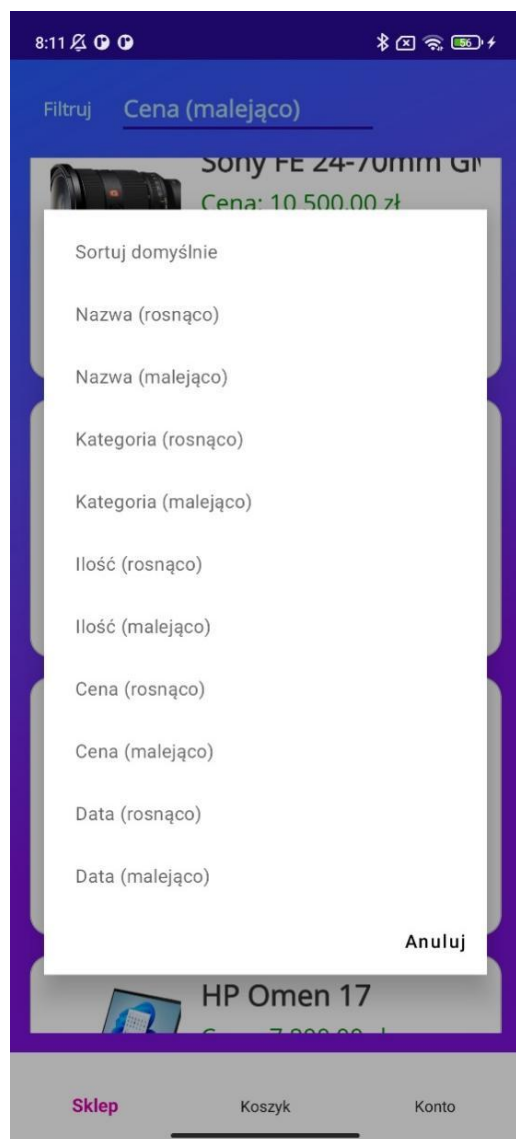 8:11
56
Filtruj Cena (malejąco)
Sony FE 24-70mm GM
Cena: 10 500,00 zł
Sortuj domyślnie
Nazwa (rosnąco)
Nazwa (malejąco)
Kategoria (rosnąco)
Kategoria (malejąco)
Ilość (rosnąco)
Ilość (malejąco)
Cena (rosnąco)
Cena (malejąco)
Data (rosnąco)
Data (malejąco)
Anuluj
HP Omen 17
Sklep Koszyk Konto